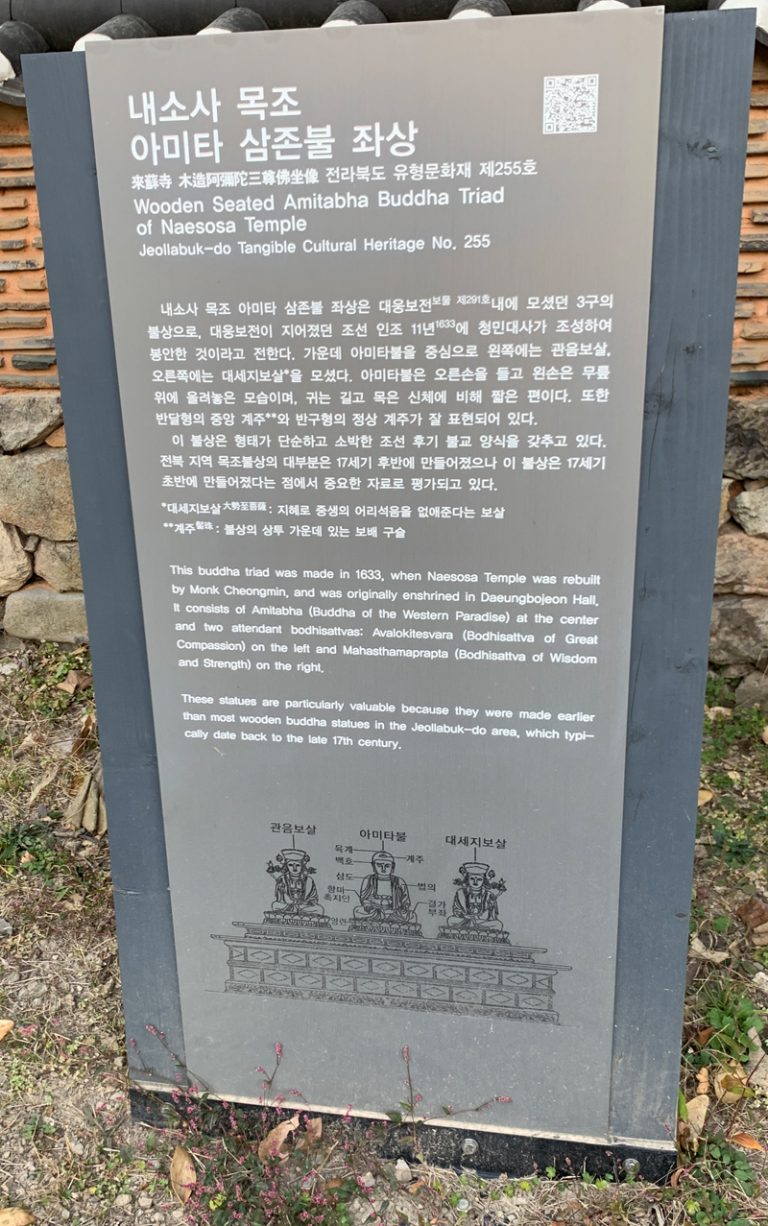 내소사 목조
아미타 삼존불 좌상
來蘇寺 木造阿彌陀三尊佛坐像 전라북도 유형문화재 제255호
Wooden Seated Amitabha Buddha Triad
of Naesosa Temple
Jeollabuk-do Tangible Cultural Heritage No. 255
내소사 목조 아미타 삼존불 좌상은 대웅보전보물 제291호내에 모셨던 3구의
불상으로, 대웅보전이 지어졌던 조선 인조 11년1633에 청민대사가 조성하여
봉안한 것이라고 전한다. 가운데 아미타불을 중심으로 왼쪽에는 관음보살,
오른쪽에는 대세지보살*을 모셨다. 아미타불은 오른손을 들고 왼손은 무릎
위에 올려놓은 모습이며, 귀는 길고 목은 신체에 비해 짧은 편이다. 또한
반달형의 중앙 계주**와 반구형의 정상 계주가 잘 표현되어 있다.
이 불상은 형태가 단순하고 소박한 조선 후기 불교 양식을 갖추고 있다.
전북 지역 목조불상의 대부분은 17세기 후반에 만들어졌으나 이 불상은 17세기
초반에 만들어졌다는 점에서 중요한 자료로 평가되고 있다.
*대세지보살大勢至菩薩: 지혜로 중생의 어리석음을 없애준다는 보살
**계주髻珠: 불상의 상투 가운데 있는 보배 구슬
This buddha triad was made in 1633, when Naesosa Temple was rebuilt
by Monk Cheongmin, and was originally enshrined in Daeungbojeon Hall.
It consists of Amitabha (Buddha of the Western Paradise) at the center
and two attendant bodhisattvas: Avalokitesvara (Bodhisattva of Great
Compassion) on the left and Mahasthamaprapta (Bodhisattva of Wisdom
and Strength) on the right.
These statues are particularly valuable because they were made earlier
than most wooden buddha statues in the Jeollabuk-do area, which typi-
cally date back to the late 17th century.
관음보살 아미타불 대세지보살
육계
백호 계주
삼도
항마
촉지인
법의
결가
부좌